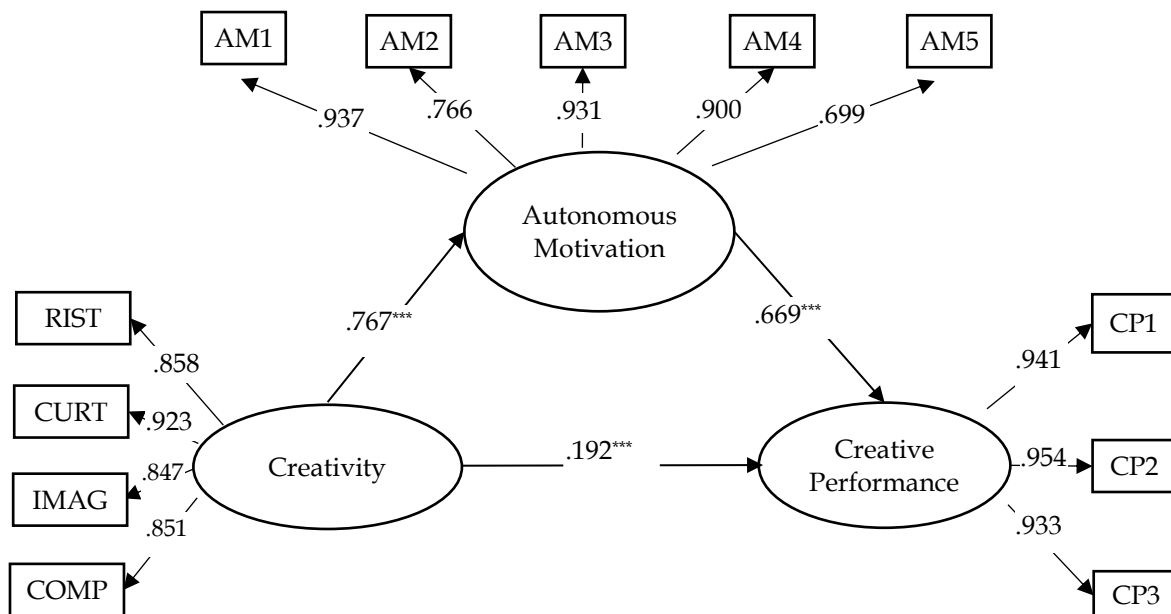 AM1
AM2
AM3
AM4
AM5
.937
.766
.931
.900
.699
Autonomous
Motivation
.767***
.669***
RIST
CURT
IMAG
COMP
.858
.923
.847
.851
Creativity
.192***
Creative
Performance
.941
.954
.933
CP1
CP2
CP3